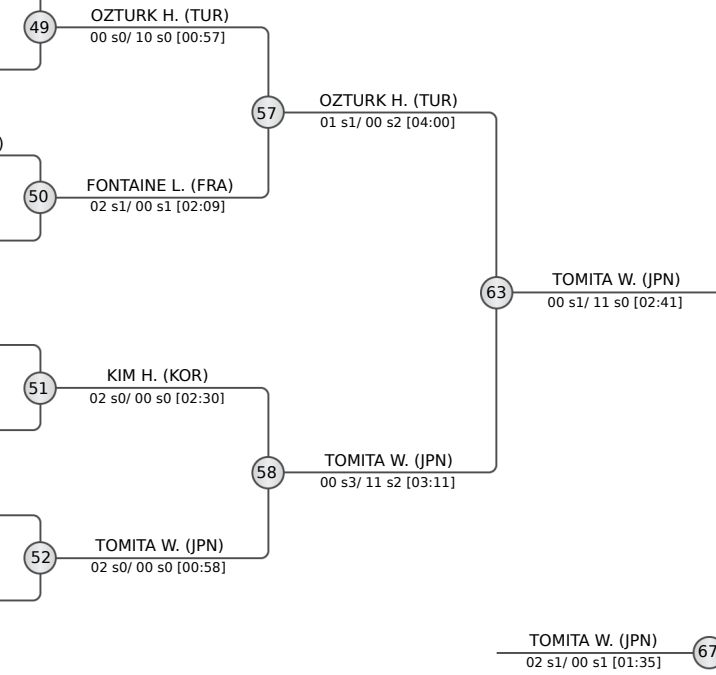 49
OZTURK H. (TUR)
00 s0/ 10 s0 [00:57]
57
OZTURK H. (TUR)
01 s1/ 00 s2 [04:00]
)
50
FONTAINE L. (FRA)
02 s1/ 00 s1 [02:09]
63
TOMITA W. (JPN)
00 s1/ 11 s0 [02:41]
51
KIM H. (KOR)
02 s0/ 00 s0 [02:30]
58
TOMITA W. (JPN)
00 s3/ 11 s2 [03:11]
52
TOMITA W. (JPN)
02 s0/ 00 s0 [00:58]
TOMITA W. (JPN)
02 s1/ 00 s1 [01:35]
67